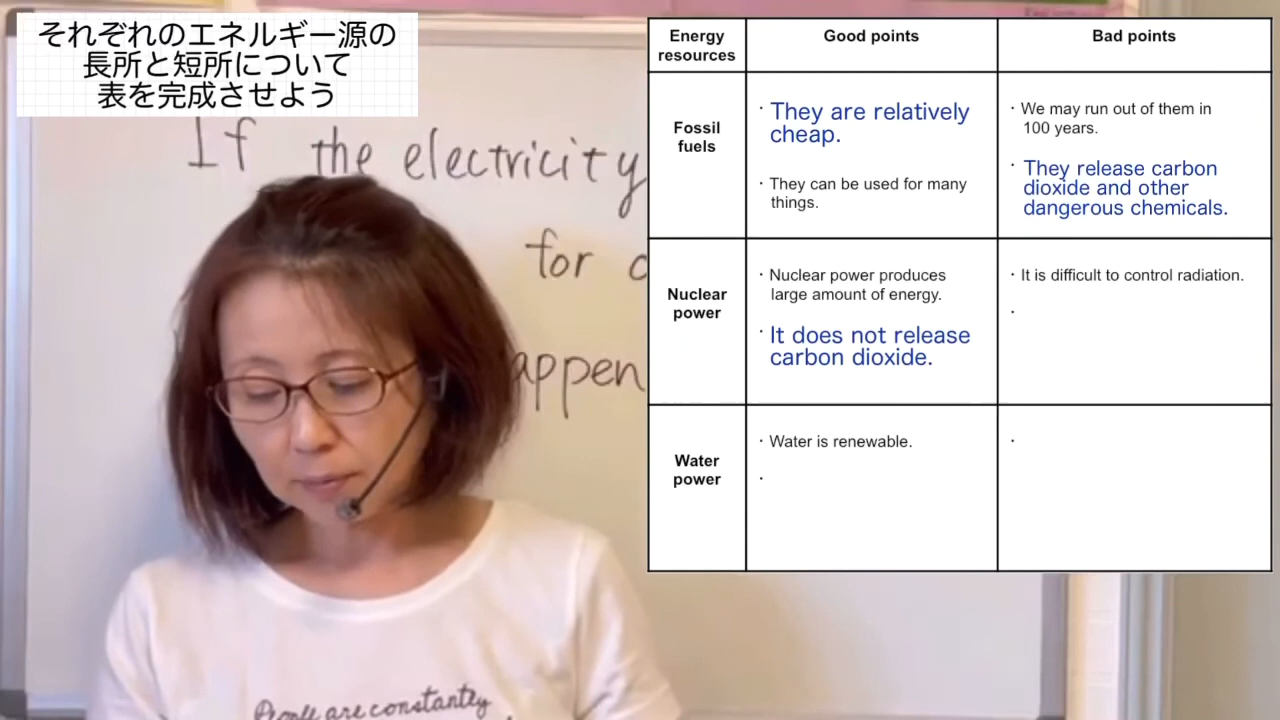 それぞれのエネルギー源の
長所と短所について
表を完成させよう
If the electricity
for c
appen
People are constantly
Energy resources
Good points
Bad points
Fossil fuels
· They are relatively
cheap.
· They can be used for many
things.
· We may run out of them in
100 years.
· They release carbon
dioxide and other
dangerous chemicals.
Nuclear power
· Nuclear power produces
large amount of energy.
· It does not release
carbon dioxide.
· It is difficult to control radiation.
·
Water power
· Water is renewable.
·
·